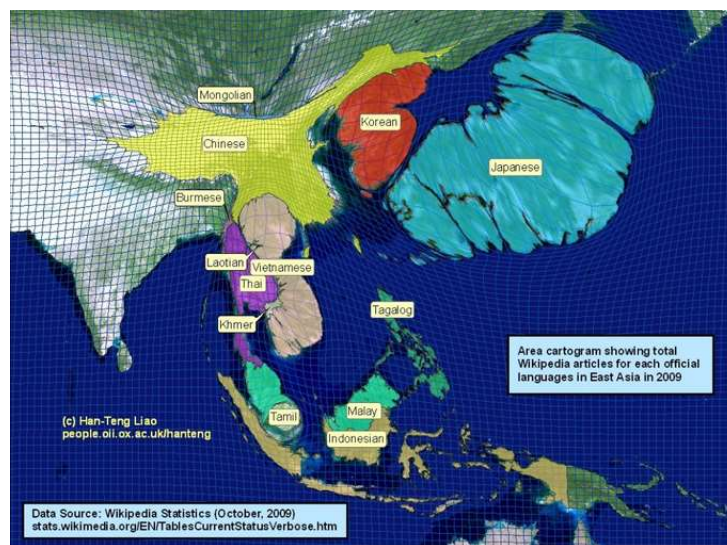 Mongolian
Korean
Chinese
Japanese
Burmese
Laotian
Vietnamese
Thai
Tagalog
Khmer
Area cartogram showing total
Wikipedia articles for each official
languages in East Asia in 2009
(c) Han-Teng Liao
people.oii.ox.ac.uk/hanteng
Tamil
Malay
Indonesian
Data Source: Wikipedia Statistics (October, 2009)
stats.wikimedia.org/EN/TablesCurrentStatusVerbose.htm